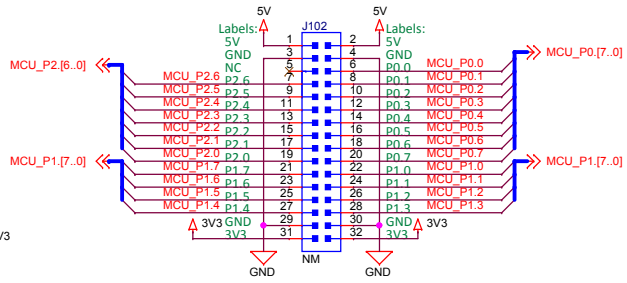 5V J102 5V
Labels: Labels:
5V 1 2 5V
GND 3 4 GND
NC 5 6 P0.0 MCU_P0.0
MCU_P2.6 P2.6 7 8 P0.1 MCU_P0.1
MCU_P2.5 P2.5 9 10 P0.2 MCU_P0.2
MCU_P2.4 P2.4 11 12 P0.3 MCU_P0.3
MCU_P2.3 P2.3 13 14 P0.4 MCU_P0.4
MCU_P2.2 P2.2 15 16 P0.5 MCU_P0.5
MCU_P2.1 P2.1 17 18 P0.6 MCU_P0.6
MCU_P2.0 P2.0 19 20 P0.7 MCU_P0.7
MCU_P1.7 P1.7 21 22 P1.0 MCU_P1.0
MCU_P1.6 P1.6 23 24 P1.1 MCU_P1.1
MCU_P1.5 P1.5 25 26 P1.2 MCU_P1.2
MCU_P1.4 P1.4 27 28 P1.3 MCU_P1.3
3V3 GND 29 30 GND 3V3
3V3 31 32 3V3
MCU_P2.[6..0]
MCU_P1.[7..0]
MCU_P0.[7..0]
MCU_P1.[7..0]
GND NM GND